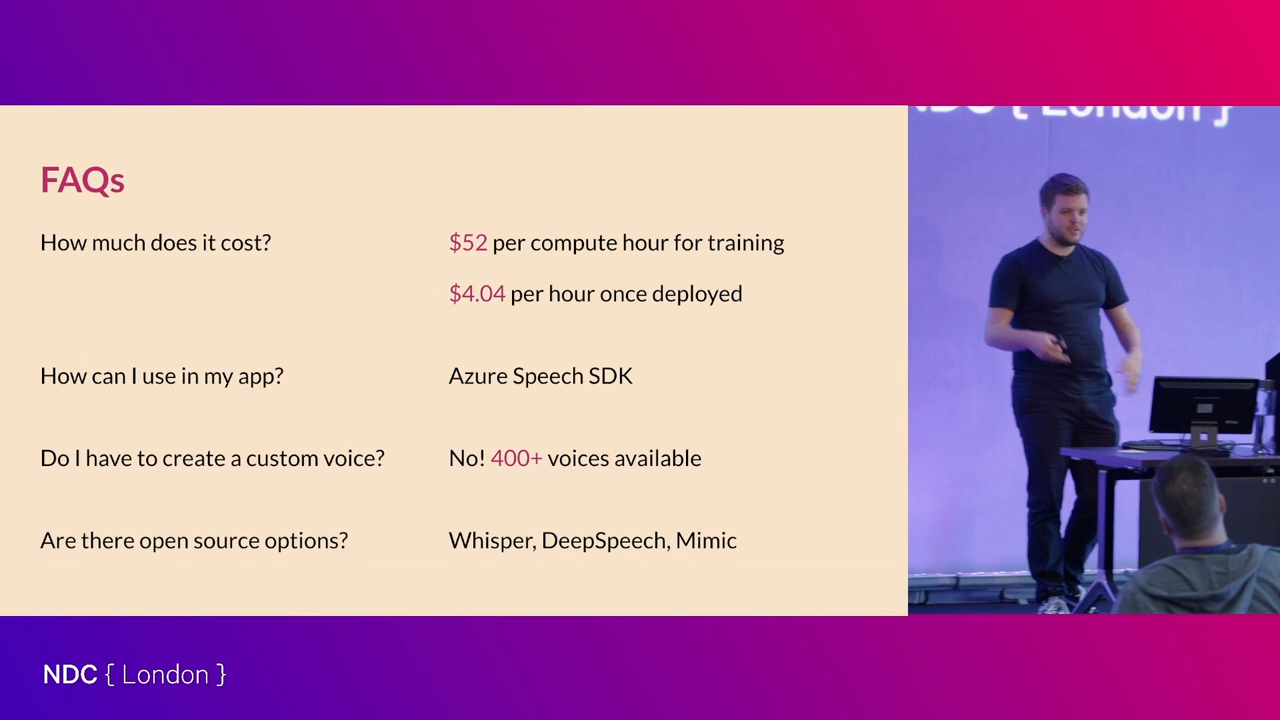 NDC { London }
FAQs
How much does it cost?
$52 per compute hour for training
$4.04 per hour once deployed
How can I use in my app?
Azure Speech SDK
Do I have to create a custom voice?
No! 400+ voices available
Are there open source options?
Whisper, DeepSpeech, Mimic
NDC { London }